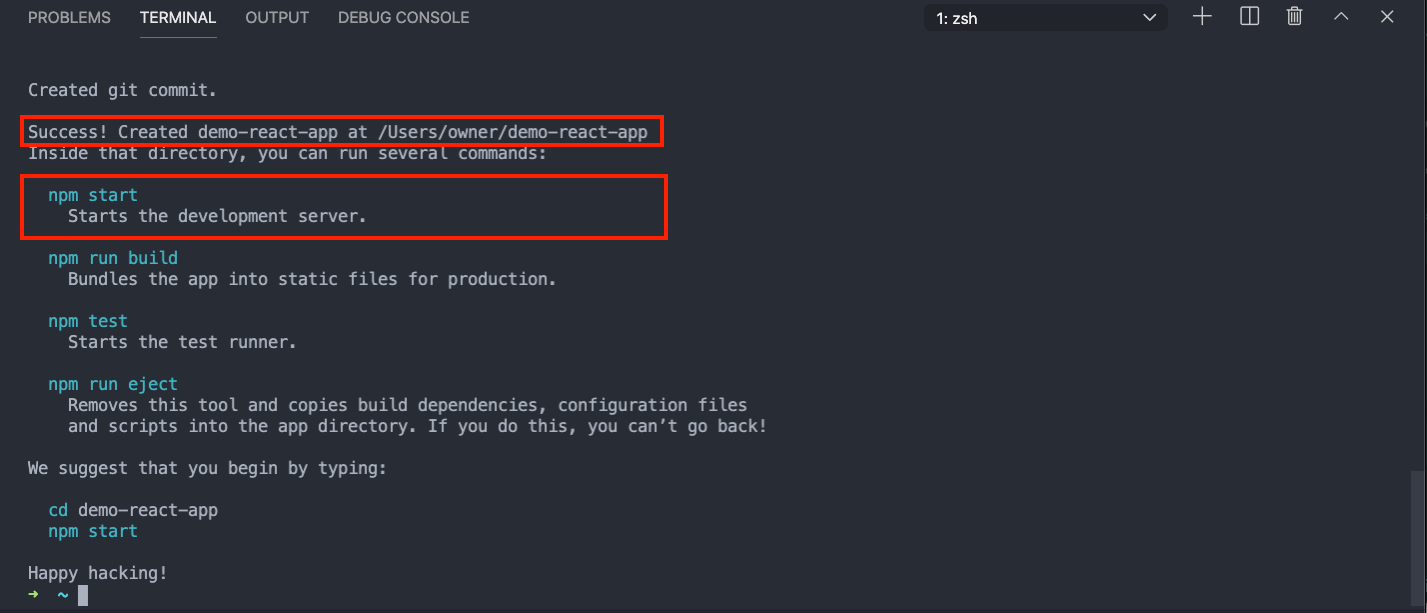 PROBLEMS TERMINAL OUTPUT DEBUG CONSOLE 1: zsh
Created git commit.
Success! Created demo-react-app at /Users/owner/demo-react-app
Inside that directory, you can run several commands:
npm start
Starts the development server.
npm run build
Bundles the app into static files for production.
npm test
Starts the test runner.
npm run eject
Removes this tool and copies build dependencies, configuration files
and scripts into the app directory. If you do this, you can’t go back!
We suggest that you begin by typing:
cd demo-react-app
npm start
Happy hacking!
➜ ~